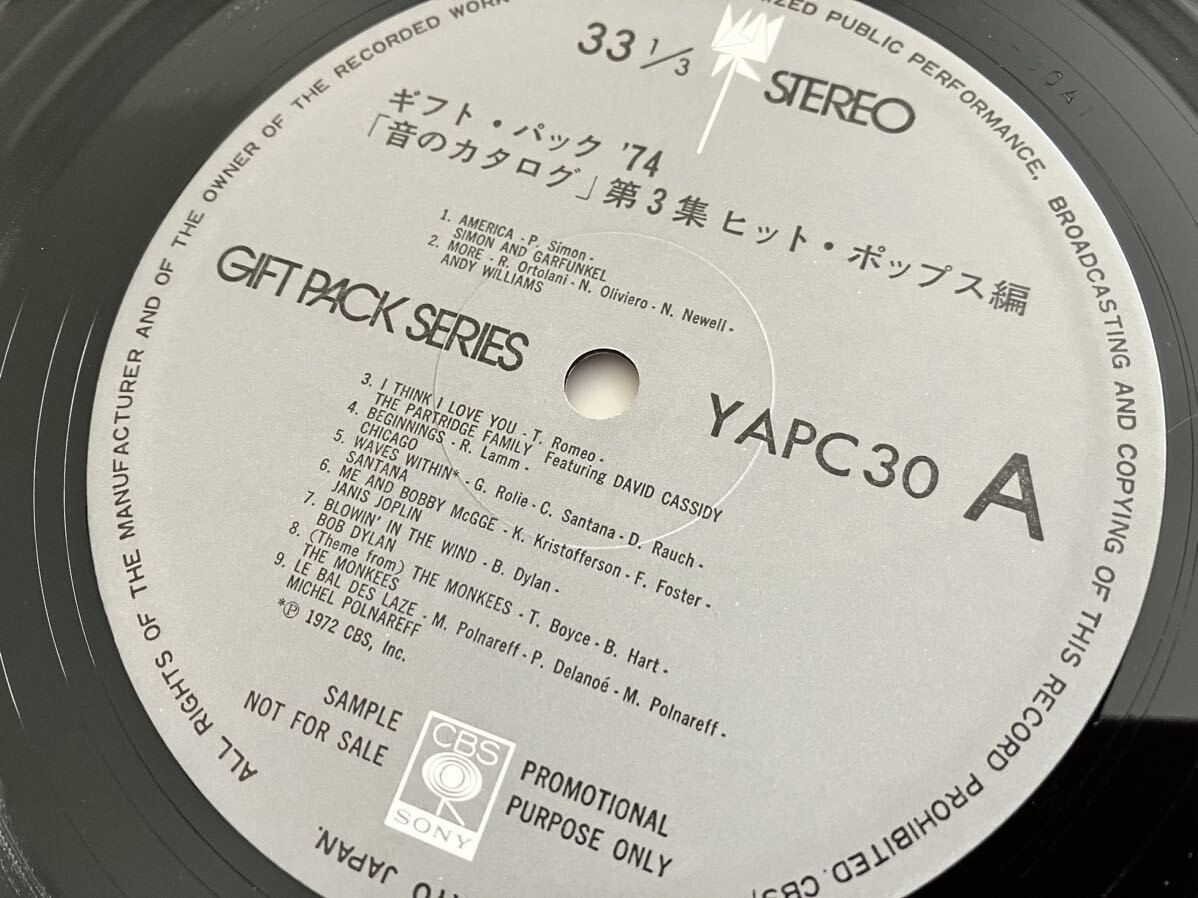 33 1/3
STEREO
ギフト・パック '74
「音のカタログ」第3集 ヒット・ポップス編
1. AMERICA - P. Simon -
SIMON AND GARFUNKEL
2. MORE - R. Ortolani - N. Oliviero - N. Newell -
ANDY WILLIAMS
GIFT PACK SERIES
YAPC 30 A
3. I THINK I LOVE YOU - T. Romeo -
THE PARTRIDGE FAMILY Featuring DAVID CASSIDY
4. BEGINNINGS - R. Lamm -
CHICAGO
5. WAVES WITHIN* - G. Rolie - C. Santana - D. Rauch -
SANTANA
6. ME AND BOBBY McGGE - K. Kristofferson - F. Foster -
JANIS JOPLIN
7. BLOWIN' IN THE WIND - B. Dylan -
BOB DYLAN
8. (Theme from) THE MONKEES - T. Boyce - B. Hart -
THE MONKEES
9. LE BAL DES LAZE - M. Polnareff - P. Delanoé - M. Polnareff -
MICHEL POLNAREFF
*℗ 1972 CBS, Inc.
SAMPLE
NOT FOR SALE
CBS
SONY
PROMOTIONAL
PURPOSE ONLY
ALL RIGHTS OF THE MANUFACTURER AND OF THE OWNER OF THE RECORDED WORK
PUBLIC PERFORMANCE, BROADCASTING AND COPYING OF THIS RECORD PROHIBITED. CBS/
JAPAN.